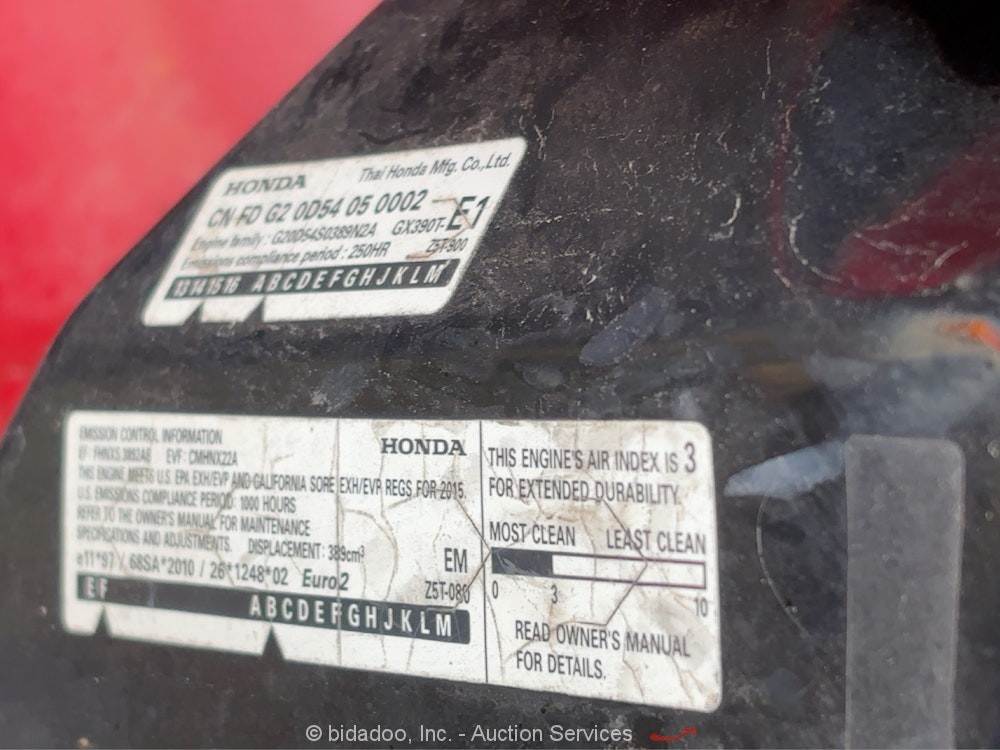 HONDA Thai Honda Mfg. Co.,Ltd.
CN FD G2 0D54 05 0002 E1
Engine family : G20D54S0389N2A GX390T-
Emissions compliance period : 250HR Z5T-900
13 14 15 16 A B C D E F G H J K L M
EMISSION CONTROL INFORMATION HONDA
EF: EVF: CMHNX22A
THIS ENGINE MEETS U.S. EPA EXH/EVP AND CALIFORNIA SORE EXH/EVP REGS FOR 2015.
U.S. EMISSIONS COMPLIANCE PERIOD: 1000 HOURS
REFER TO THE OWNER'S MANUAL FOR MAINTENANCE
SPECIFICATIONS AND ADJUSTMENTS. DISPLACEMENT: 389cm³
e11*97 / 68SA*2010 / 26*1248*02 Euro2
EM
Z5T-080
E F A B C D E F G H J K L M
THIS ENGINE'S AIR INDEX IS 3
FOR EXTENDED DURABILITY.
MOST CLEAN LEAST CLEAN
0 3 10
READ OWNER'S MANUAL
FOR DETAILS.
© bidadoo, Inc. - Auction Services